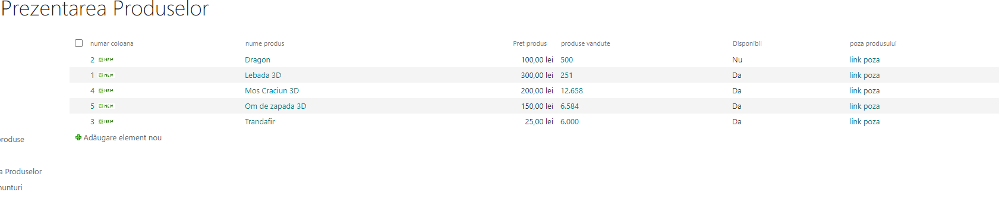 Prezentarea Produselor
numar coloana nume produs Pret produs produse vandute Disponibil poza produsului
2 NEW Dragon 100,00 lei 500 Nu link poza
1 NEW Lebada 3D 300,00 lei 251 Da link poza
4 NEW Mos Craciun 3D 200,00 lei 12.658 Da link poza
5 NEW Om de zapada 3D 150,00 lei 6.584 Da link poza
3 NEW Trandafir 25,00 lei 6.000 Da link poza
Adăugare element nou
produse
a Produselor
nunturi